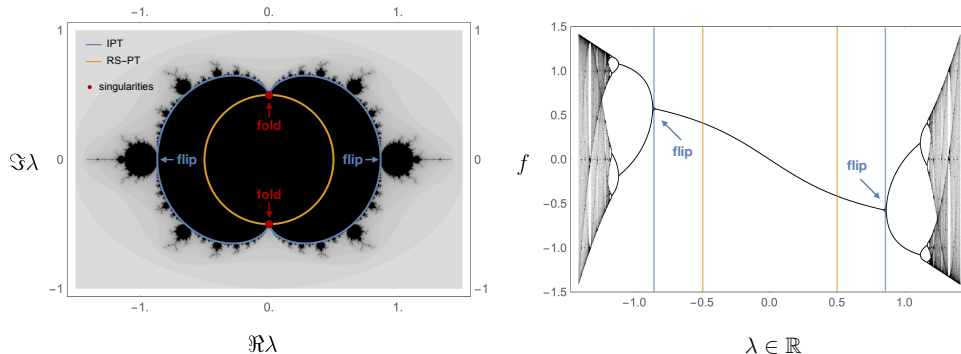 -1. 0. 1.
1
IPT
RS-PT
singularities
fold
flip flip
fold
ℑλ 0 0
-1 -1
-1. 0. 1.
ℜλ
1.5
1.0
0.5
flip
f 0.0
flip
-0.5
-1.0
-1.5
-1.0 -0.5 0.0 0.5 1.0
λ ∈ ℝ